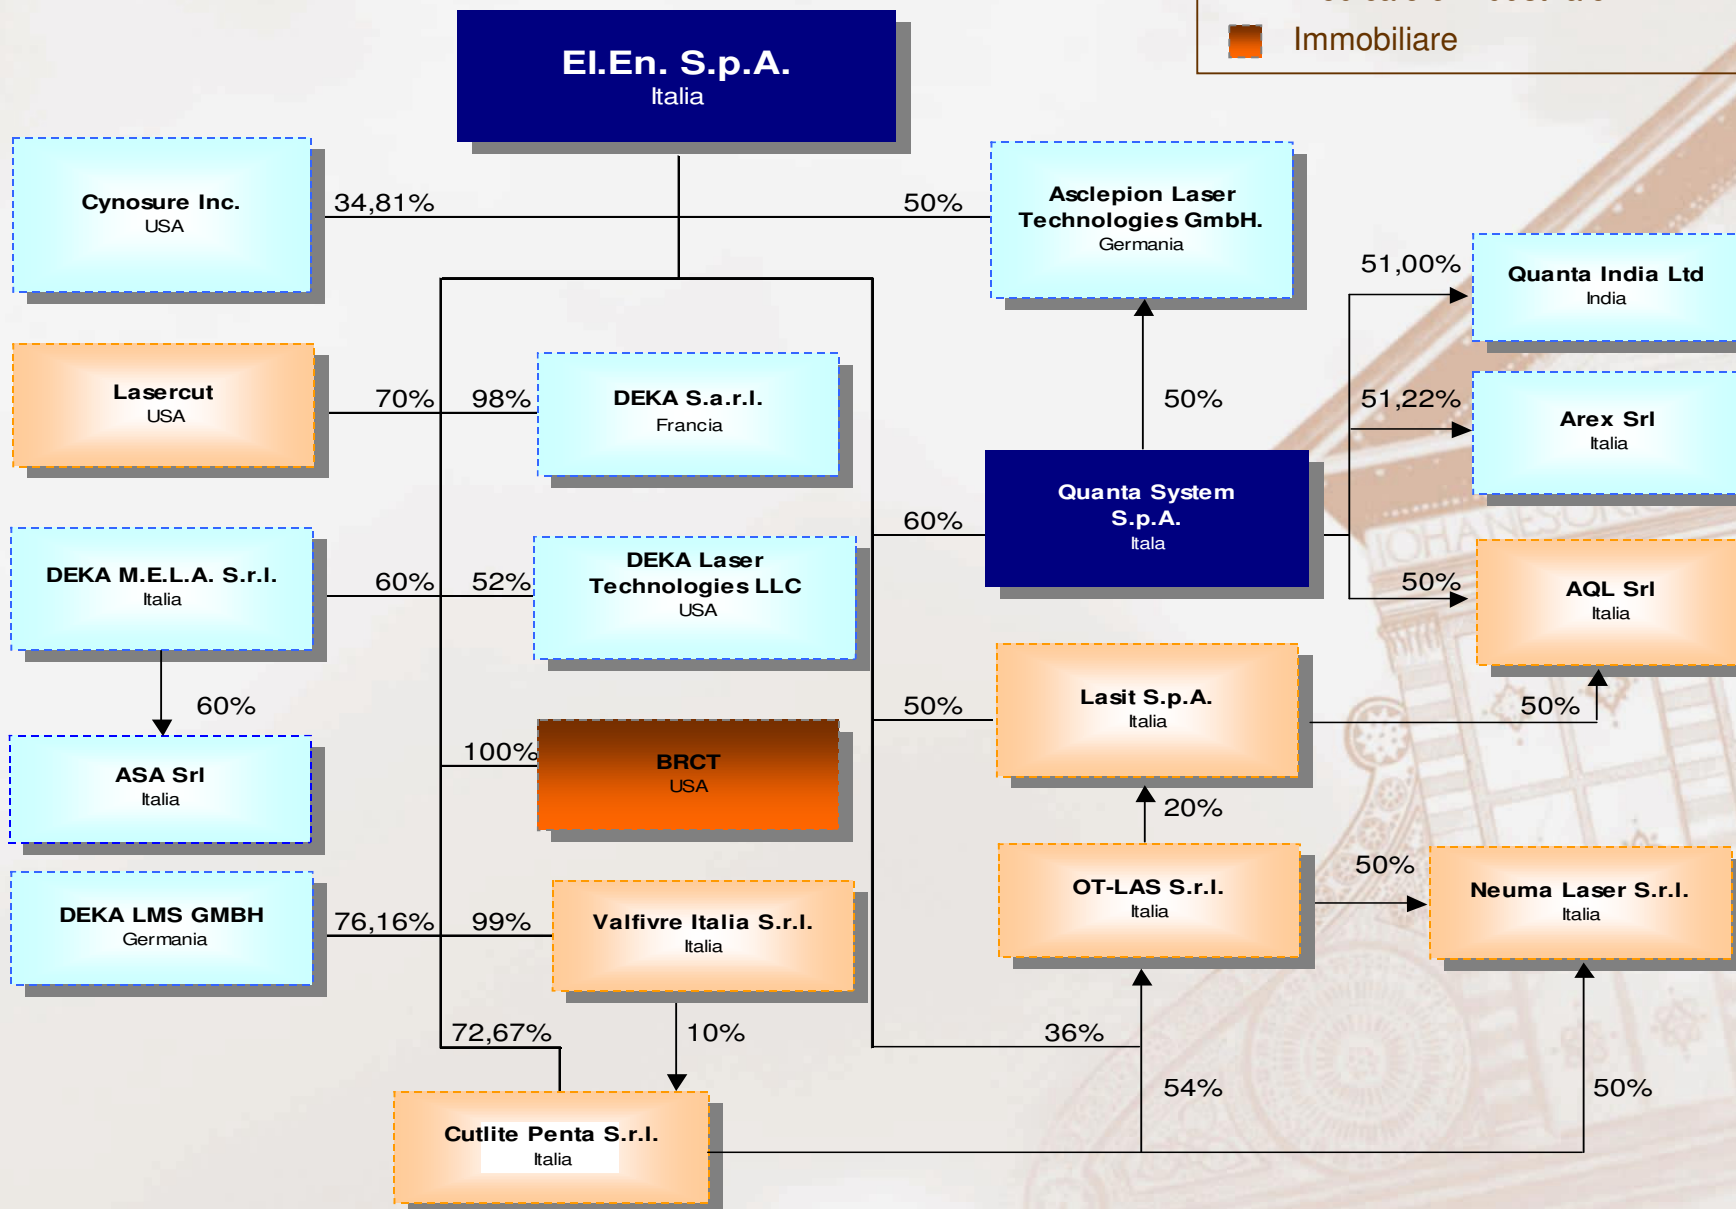 Immobiliare
El.En. S.p.A.
Italia
Cynosure Inc.
USA
34,81%
50%
Asclepion Laser
Technologies GmbH.
Germania
51,00%
Quanta India Ltd
India
Lasercut
USA
70%
98%
DEKA S.a.r.l.
Francia
50%
51,22%
Arex Srl
Italia
Quanta System
S.p.A.
Itala
60%
DEKA M.E.L.A. S.r.l.
Italia
60%
52%
DEKA Laser
Technologies LLC
USA
50%
AQL Srl
Italia
60%
50%
Lasit S.p.A.
Italia
50%
ASA Srl
Italia
100%
BRCT
USA
20%
DEKA LMS GMBH
Germania
76,16%
99%
Valfivre Italia S.r.l.
Italia
OT-LAS S.r.l.
Italia
50%
Neuma Laser S.r.l.
Italia
72,67%
10%
36%
54%
50%
Cutlite Penta S.r.l.
Italia